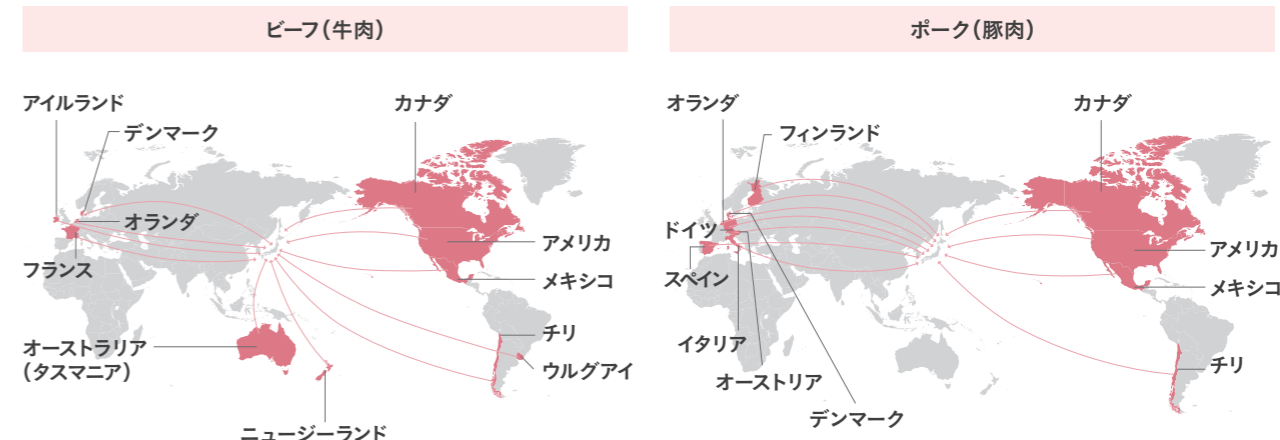 ビーフ（牛肉）
アイルランド
デンマーク
カナダ
オランダ
フランス
アメリカ
メキシコ
チリ
オーストラリア
（タスマニア）
ウルグアイ
ニュージーランド
ポーク（豚肉）
オランダ
フィンランド
カナダ
ドイツ
スペイン
アメリカ
メキシコ
イタリア
オーストリア
チリ
デンマーク